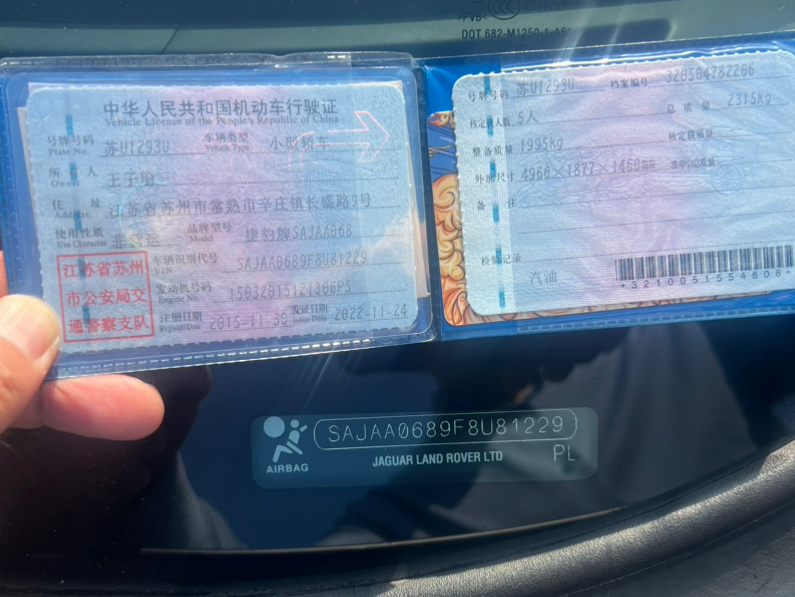 PVB
DOT 682-M1250-1-AS
中华人民共和国机动车行驶证
Vehicle License of the People's Republic of China
号牌号码 苏U1293U 车辆类型 小型轿车
Plate No. Vehicle Type
所有人 王子瑜
Owner
住址 江苏省苏州市常熟市辛庄镇长盛路9号
Address
使用性质 非营运 品牌型号 捷豹牌SAJAA068
Use Character Model
江苏省苏州
市公安局交
通警察支队
车辆识别代号 SAJAA0689F8U81229
VIN
发动机号码 15032015121306PS
Engine No.
注册日期 2015-11-30 发证日期 2022-11-24
Register Date Issue Date
号牌号码 苏U1293U 档案编号 320504782206
核定载人数 5人 总质量 2315kg
整备质量 1995kg 核定载质量
外廓尺寸 4966×1877×1460mm 准牵引总质量
备注
检验记录
汽油
*3210051554608*
AIRBAG
SAJAA0689F8U81229
JAGUAR LAND ROVER LTD PL